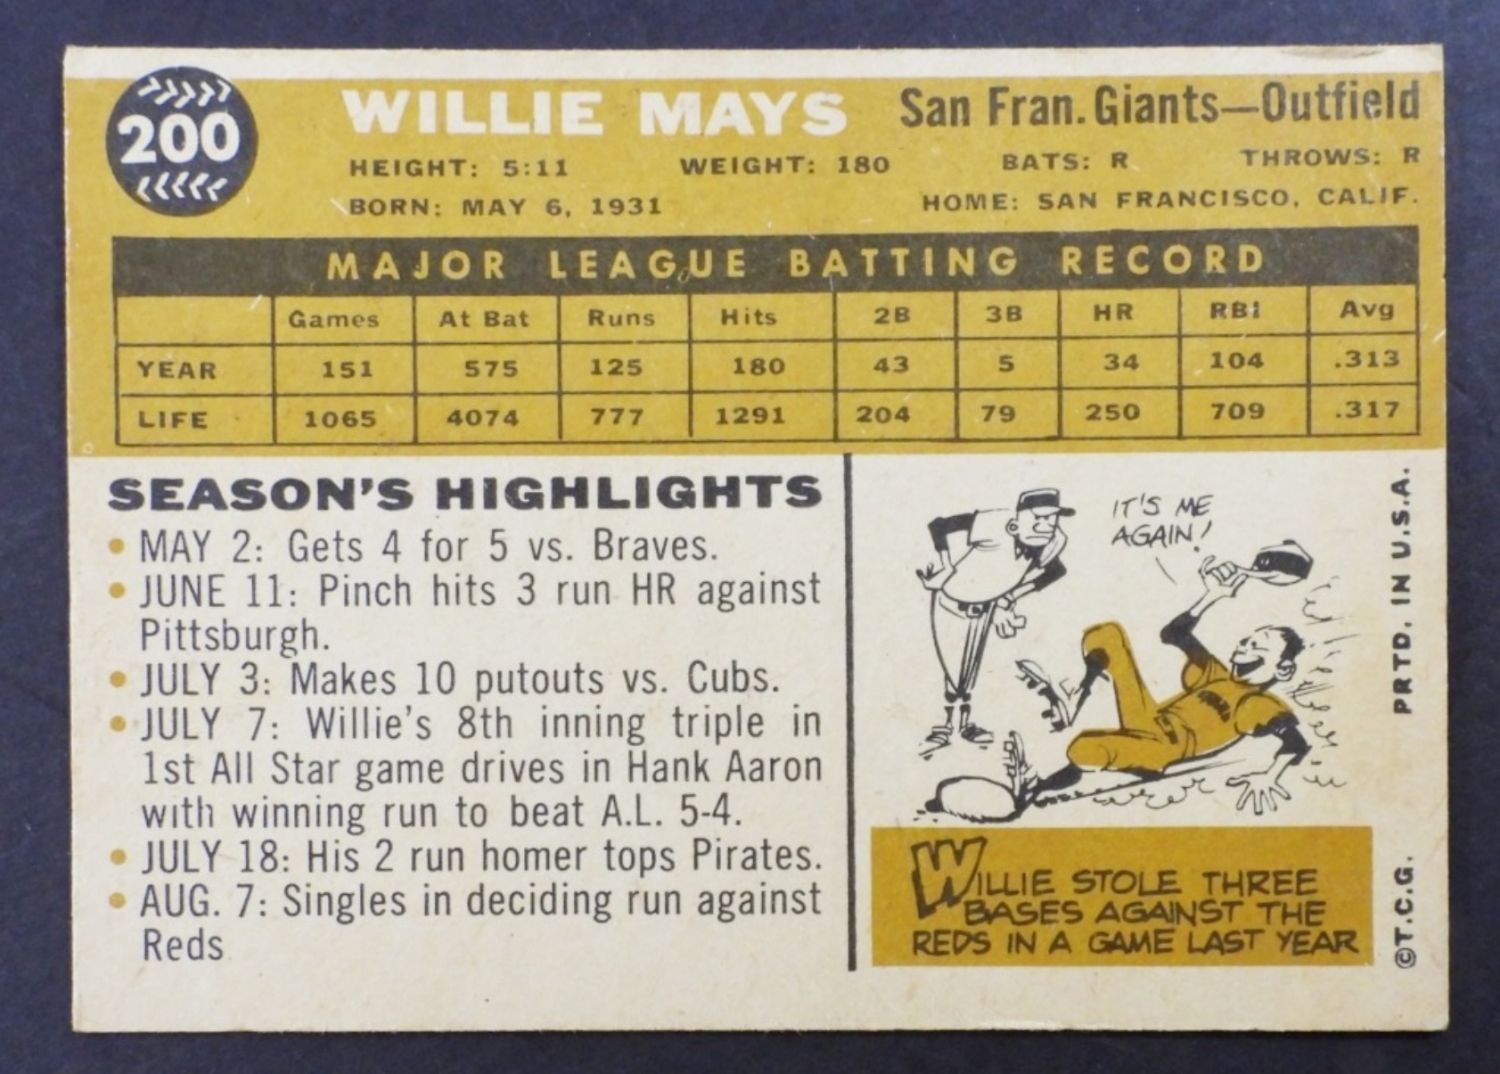 200
WILLIE MAYS San Fran. Giants—Outfield
HEIGHT: 5:11 WEIGHT: 180 BATS: R THROWS: R
BORN: MAY 6, 1931 HOME: SAN FRANCISCO, CALIF.
MAJOR LEAGUE BATTING RECORD
Games At Bat Runs Hits 2B 3B HR RBI Avg
YEAR 151 575 125 180 43 5 34 104 .313
LIFE 1065 4074 777 1291 204 79 250 709 .317
SEASON'S HIGHLIGHTS
• MAY 2: Gets 4 for 5 vs. Braves.
• JUNE 11: Pinch hits 3 run HR against
Pittsburgh.
• JULY 3: Makes 10 putouts vs. Cubs.
• JULY 7: Willie's 8th inning triple in
1st All Star game drives in Hank Aaron
with winning run to beat A.L. 5-4.
• JULY 18: His 2 run homer tops Pirates.
• AUG. 7: Singles in deciding run against
Reds
IT'S ME
AGAIN!
WILLIE STOLE THREE
BASES AGAINST THE
REDS IN A GAME LAST YEAR
©T.C.G. PRTD. IN U.S.A.